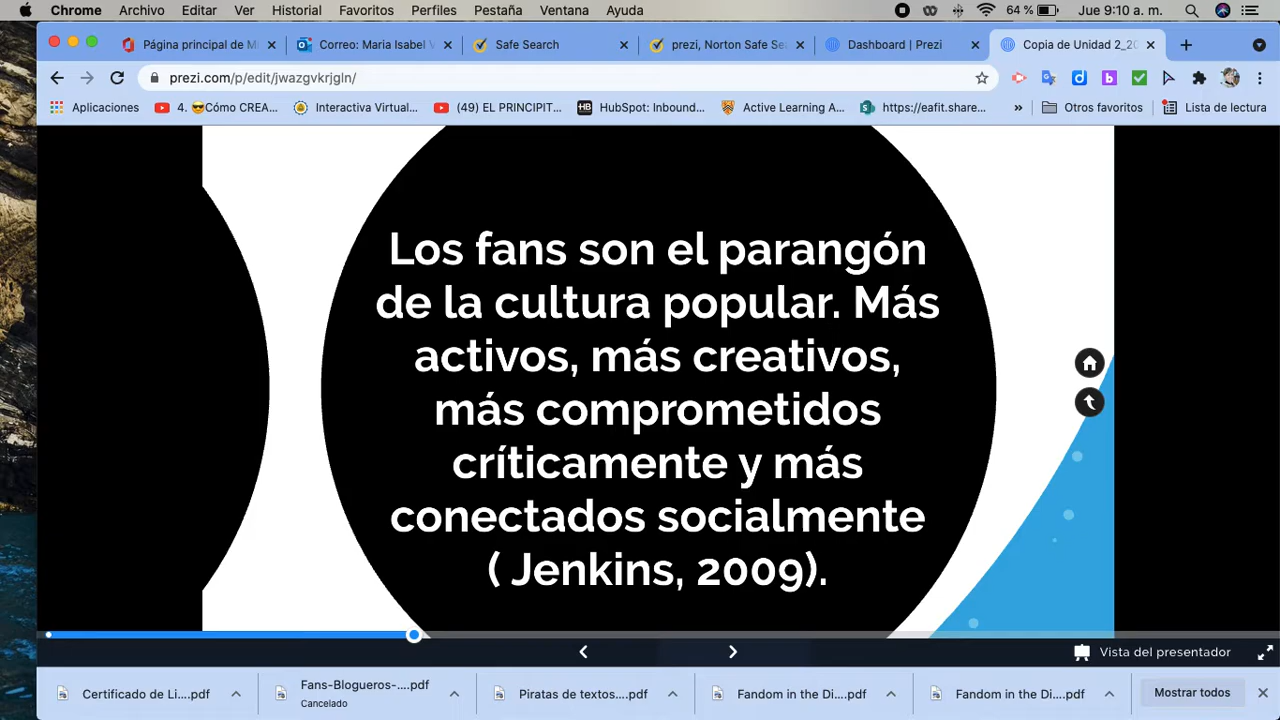 Chrome Archivo Editar Ver Historial Favoritos Perfiles Pestaña Ventana Ayuda 64 % Jue 9:10 a. m.
Página principal de Mi Correo: Maria Isabel V Safe Search prezi, Norton Safe Se Dashboard | Prezi Copia de Unidad 2_20
prezi.com/p/edit/jwazgvkrjgln/
Aplicaciones 4. 😎Cómo CREA... Interactiva Virtual... (49) EL PRINCIPIT... HubSpot: Inbound... Active Learning A... https://eafit.share... » Otros favoritos Lista de lectura
Los fans son el parangón
de la cultura popular. Más
activos, más creativos,
más comprometidos
críticamente y más
conectados socialmente
( Jenkins, 2009).
Vista del presentador
Certificado de Li....pdf Fans-Blogueros-....pdf Piratas de textos....pdf Fandom in the Di....pdf Fandom in the Di....pdf Mostrar todos
Cancelado